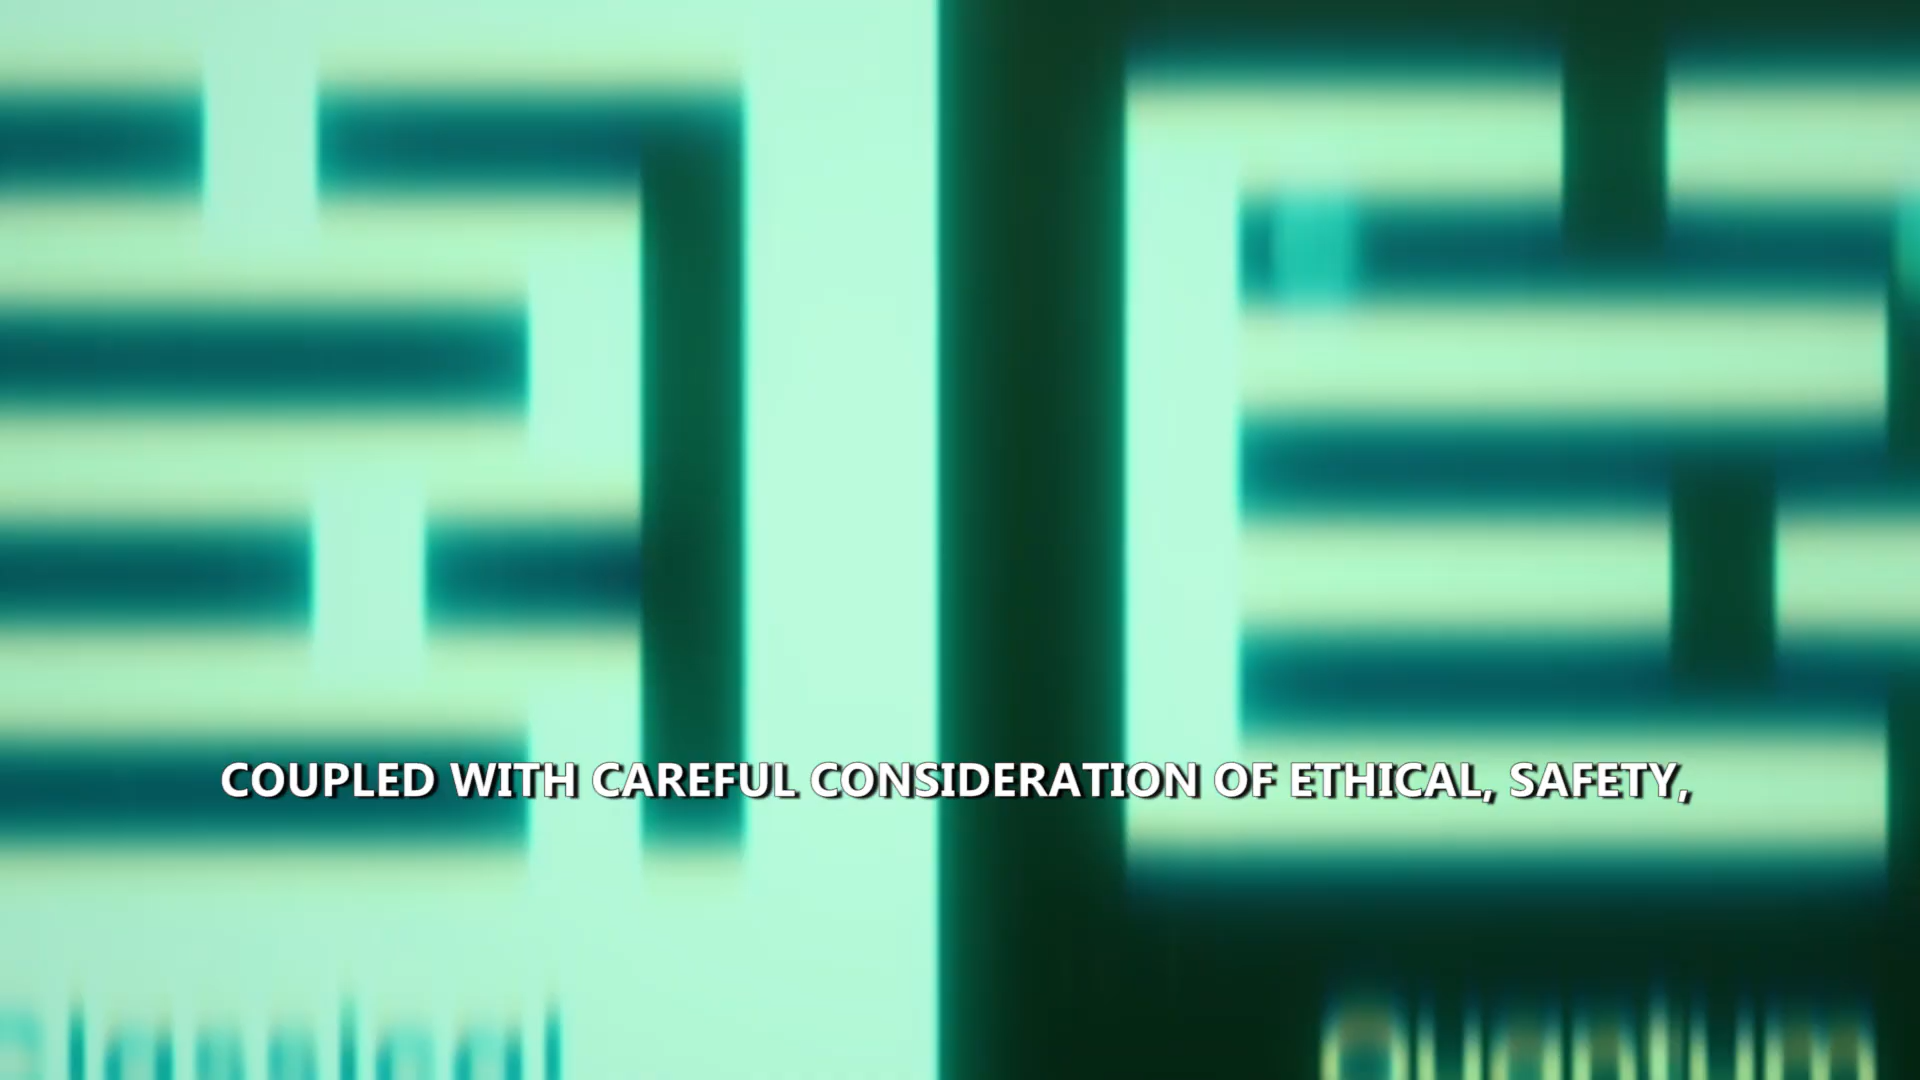 COUPLED WITH CAREFUL CONSIDERATION OF ETHICAL, SAFETY,